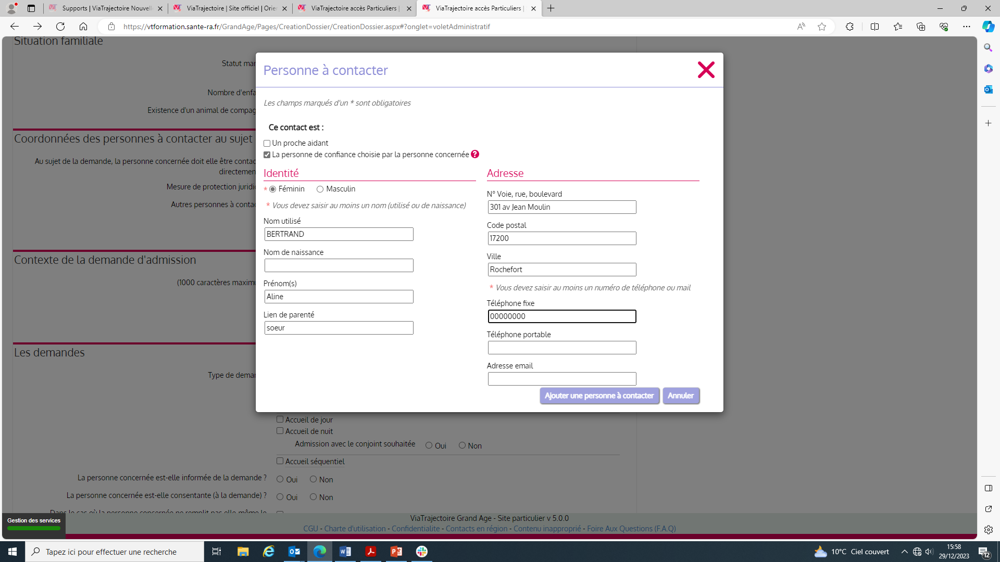 Supports | ViaTrajectoire Nouvell
ViaTrajectoire | Site officiel | Orie
ViaTrajectoire accès Particuliers |
ViaTrajectoire accès Particuliers |
https://vtformation.sante-ra.fr/GrandAge/Pages/CreationDossier/CreationDossier.aspx#?onglet=voletAdministratif
Situation familiale
Statut mar
Nombre d'enfa
Existence d'un animal de compag
Coordonnées des personnes à contacter au sujet
Au sujet de la demande, la personne concernée doit elle être contac
directemen
Mesure de protection juridi
Autres personnes à contac
Contexte de la demande d'admission
(1000 caractères maximu
Les demandes
Type de deman
Personne à contacter
Les champs marqués d'un * sont obligatoires
Ce contact est :
Un proche aidant
La personne de confiance choisie par la personne concernée ?
Identité
* Féminin Masculin
* Vous devez saisir au moins un nom (utilisé ou de naissance)
Nom utilisé
BERTRAND
Nom de naissance
Prénom(s)
Aline
Lien de parenté
soeur
Adresse
N° Voie, rue, boulevard
301 av Jean Moulin
Code postal
17200
Ville
Rochefort
* Vous devez saisir au moins un numéro de téléphone ou mail
Téléphone fixe
00000000
Téléphone portable
Adresse email
Ajouter une personne à contacter Annuler
Accueil de jour
Accueil de nuit
Admission avec le conjoint souhaitée Oui Non
Accueil séquentiel
La personne concernée est-elle informée de la demande ? Oui Non
La personne concernée est-elle consentante (à la demande) ? Oui Non
Dans le cas où la personne concernée ne remplit pas elle-même le
Gestion des services
ViaTrajectoire Grand Age - Site particulier v 5.0.0
CGU - Charte d'utilisation - Confidentialite - Contacts en région - Contenu inapproprié - Foire Aux Questions (F.A.Q)
Tapez ici pour effectuer une recherche
10°C Ciel couvert
15:58
29/12/2023
12